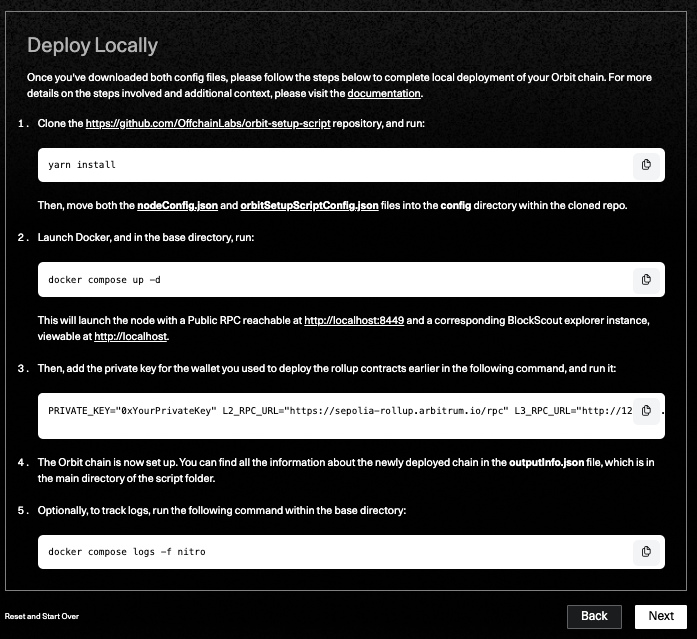 Deploy Locally
Once you've downloaded both config files, please follow the steps below to complete local deployment of your Orbit chain. For more
details on the steps involved and additional context, please visit the documentation.
1. Clone the https://github.com/OffchainLabs/orbit-setup-script repository, and run:
yarn install
Then, move both the nodeConfig.json and orbitSetupScriptConfig.json files into the config directory within the cloned repo.
2. Launch Docker, and in the base directory, run:
docker compose up -d
This will launch the node with a Public RPC reachable at http://localhost:8449 and a corresponding BlockScout explorer instance,
viewable at http://localhost.
3. Then, add the private key for the wallet you used to deploy the rollup contracts earlier in the following command, and run it:
PRIVATE_KEY="0xYourPrivateKey" L2_RPC_URL="https://sepolia-rollup.arbitrum.io/rpc" L3_RPC_URL="http://12
4. The Orbit chain is now set up. You can find all the information about the newly deployed chain in the outputInfo.json file, which is in
the main directory of the script folder.
5. Optionally, to track logs, run the following command within the base directory:
docker compose logs -f nitro
Reset and Start Over
Back
Next